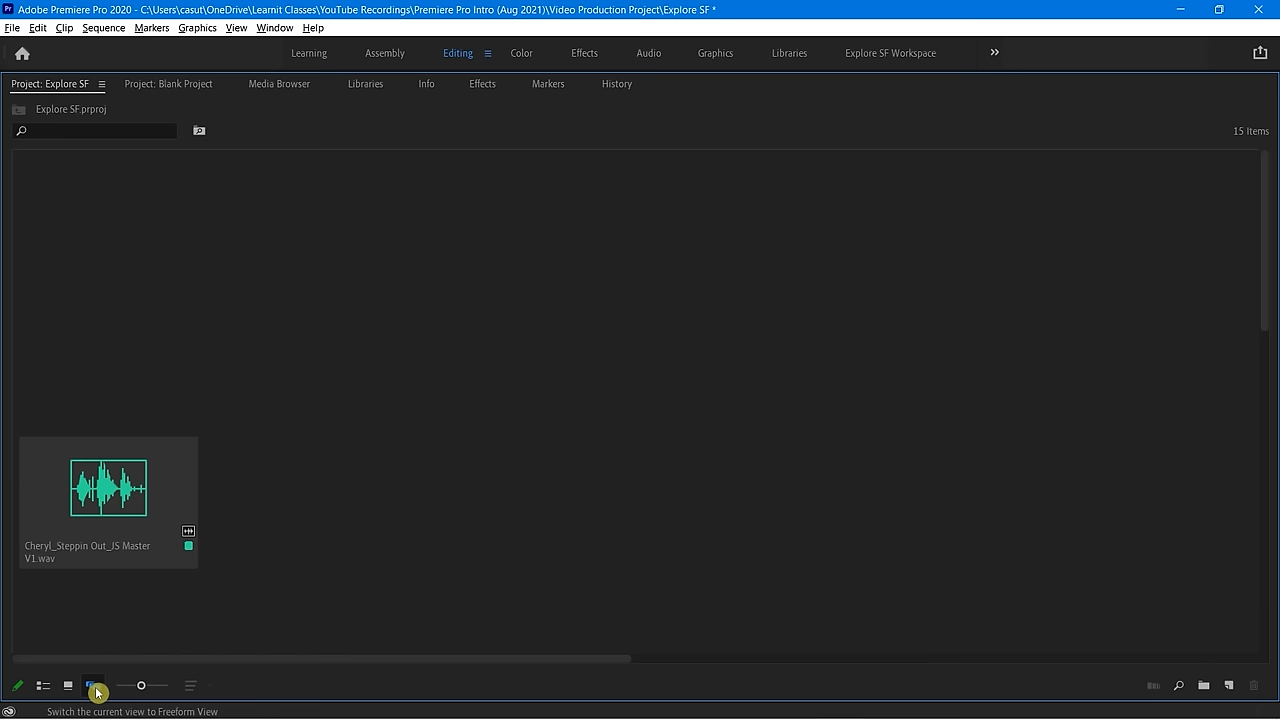 Pr Adobe Premiere Pro 2020 - C:\Users\casut\OneDrive\Learnit Classes\YouTube Recordings\Premiere Pro Intro (Aug 2021)\Video Production Project\Explore SF *
File Edit Clip Sequence Markers Graphics View Window Help
Learning Assembly Editing Color Effects Audio Graphics Libraries Explore SF Workspace
Project: Explore SF Project: Blank Project Media Browser Libraries Info Effects Markers History
Explore SF.prproj
15 Items
Cheryl_Steppin Out_JS Master
V1.wav
Switch the current view to Freeform View